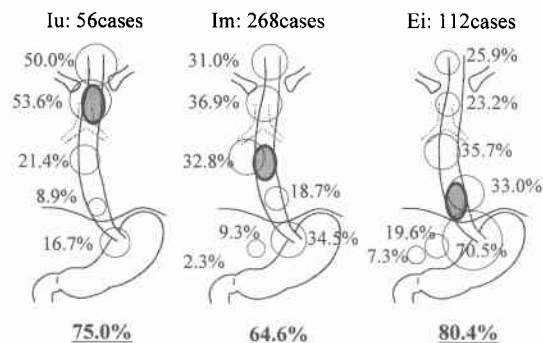 Iu: 56cases Im: 268cases Ei: 112cases
50.0% 31.0% 25.9%
53.6% 36.9% 23.2%
21.4% 32.8% 35.7%
8.9% 18.7% 33.0%
16.7% 9.3% 34.5% 19.6% 70.5%
2.3% 7.3%
75.0% 64.6% 80.4%